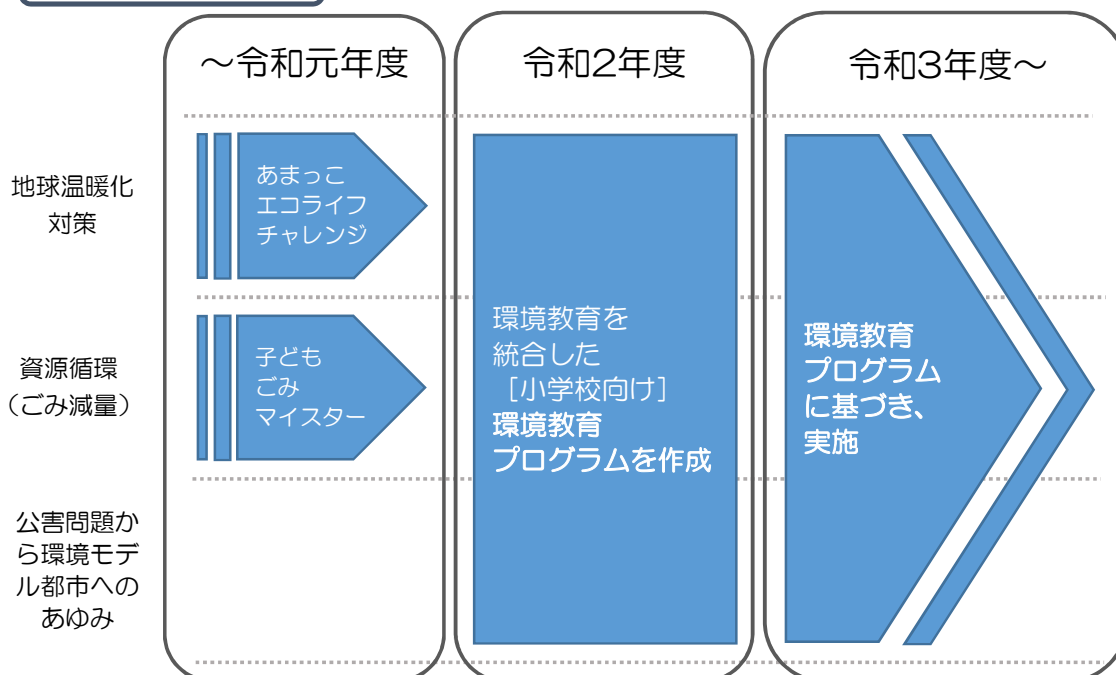 ~令和元年度
令和2年度
令和3年度~
地球温暖化
対策
あまっこ
エコライフ
チャレンジ
資源循環
(ごみ減量)
子ども
ごみ
マイスター
公害問題か
ら環境モデ
ル都市への
あゆみ
環境教育を
統合した
[小学校向け]
環境教育
プログラムを作成
環境教育
プログラム
に基づき、
実施